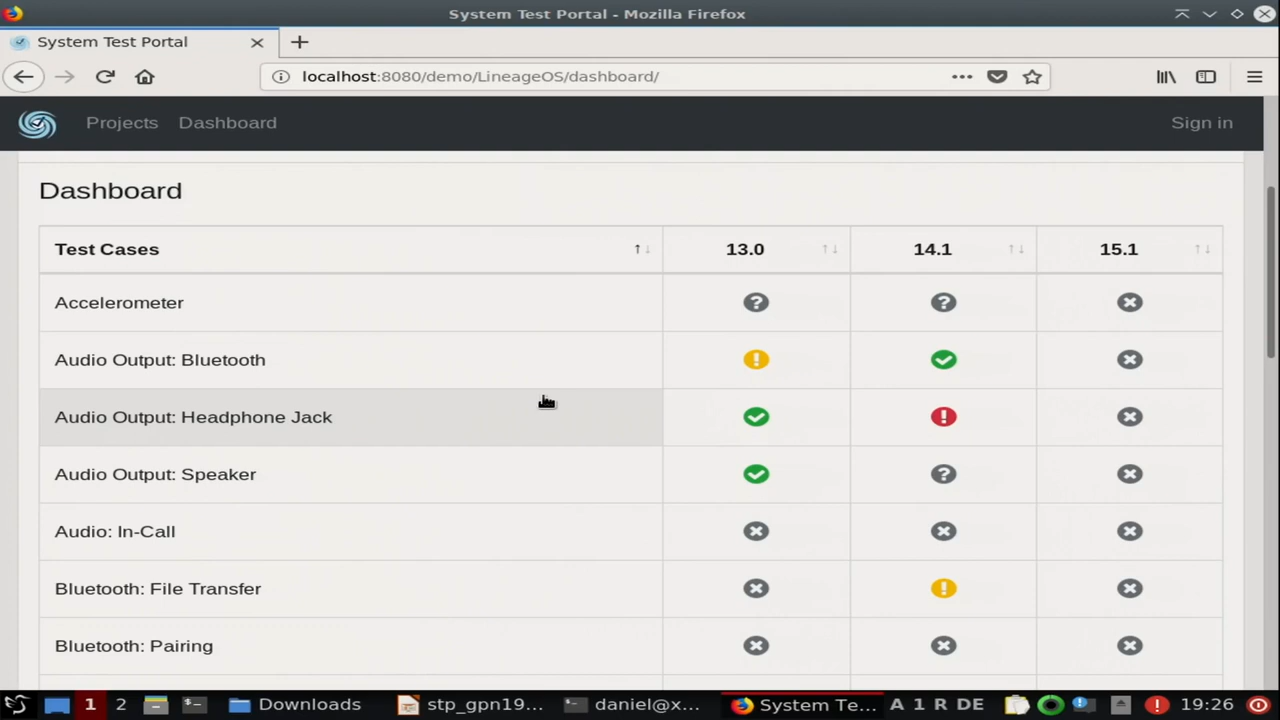 System Test Portal - Mozilla Firefox
System Test Portal
localhost:8080/demo/LineageOS/dashboard/
Projects Dashboard Sign in
Dashboard
Test Cases 13.0 14.1 15.1
Accelerometer
Audio Output: Bluetooth
Audio Output: Headphone Jack
Audio Output: Speaker
Audio: In-Call
Bluetooth: File Transfer
Bluetooth: Pairing
1 2 Downloads stp_gpn19... daniel@x... System Te... A 1 R DE 19:26